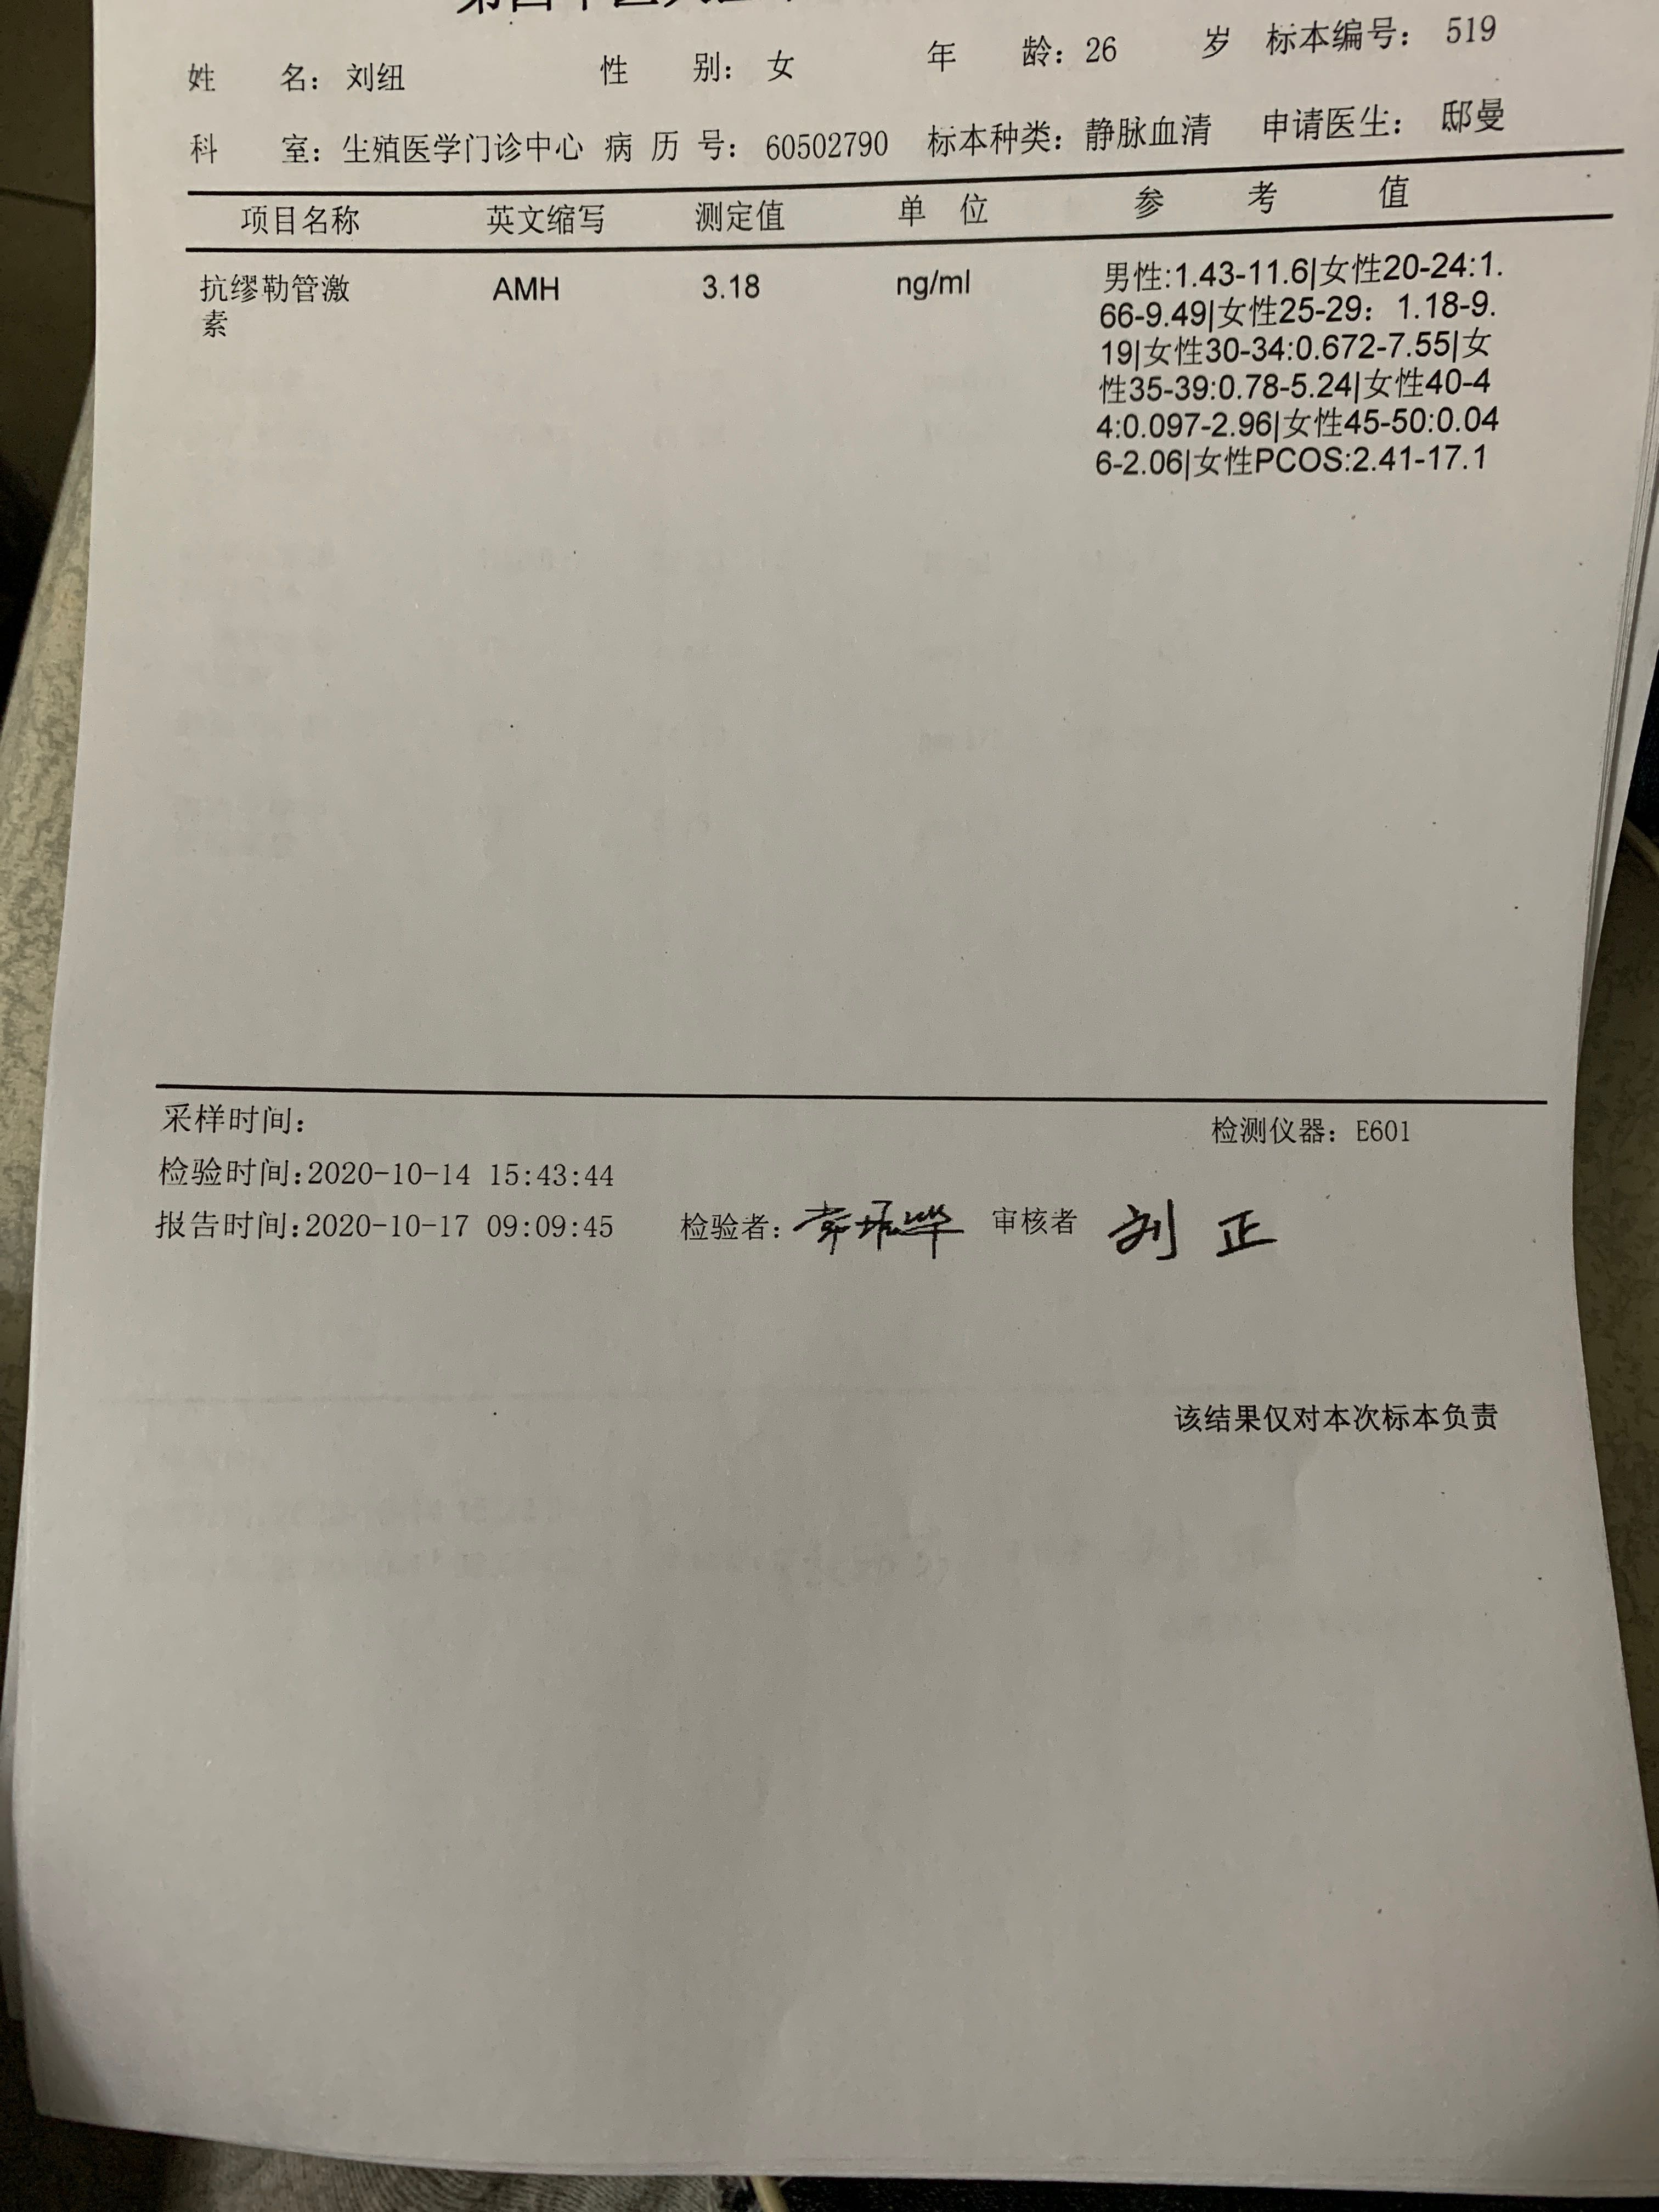 姓 名: 刘纽 性 别: 女 年 龄: 26 岁 标本编号: 519
科 室: 生殖医学门诊中心 病 历 号: 60502790 标本种类: 静脉血清 申请医生: 邸曼
项目名称 英文缩写 测定值 单 位 参 考 值
抗缪勒管激 AMH 3.18 ng/ml 男性:1.43-11.6|女性20-24:1.
素 66-9.49|女性25-29: 1.18-9.
19|女性30-34:0.672-7.55|女
性35-39:0.78-5.24|女性40-4
4:0.097-2.96|女性45-50:0.04
6-2.06|女性PCOS:2.41-17.1
采样时间: 检测仪器: E601
检验时间:2020-10-14 15:43:44
报告时间:2020-10-17 09:09:45 检验者: 审核者 刘正
该结果仅对本次标本负责